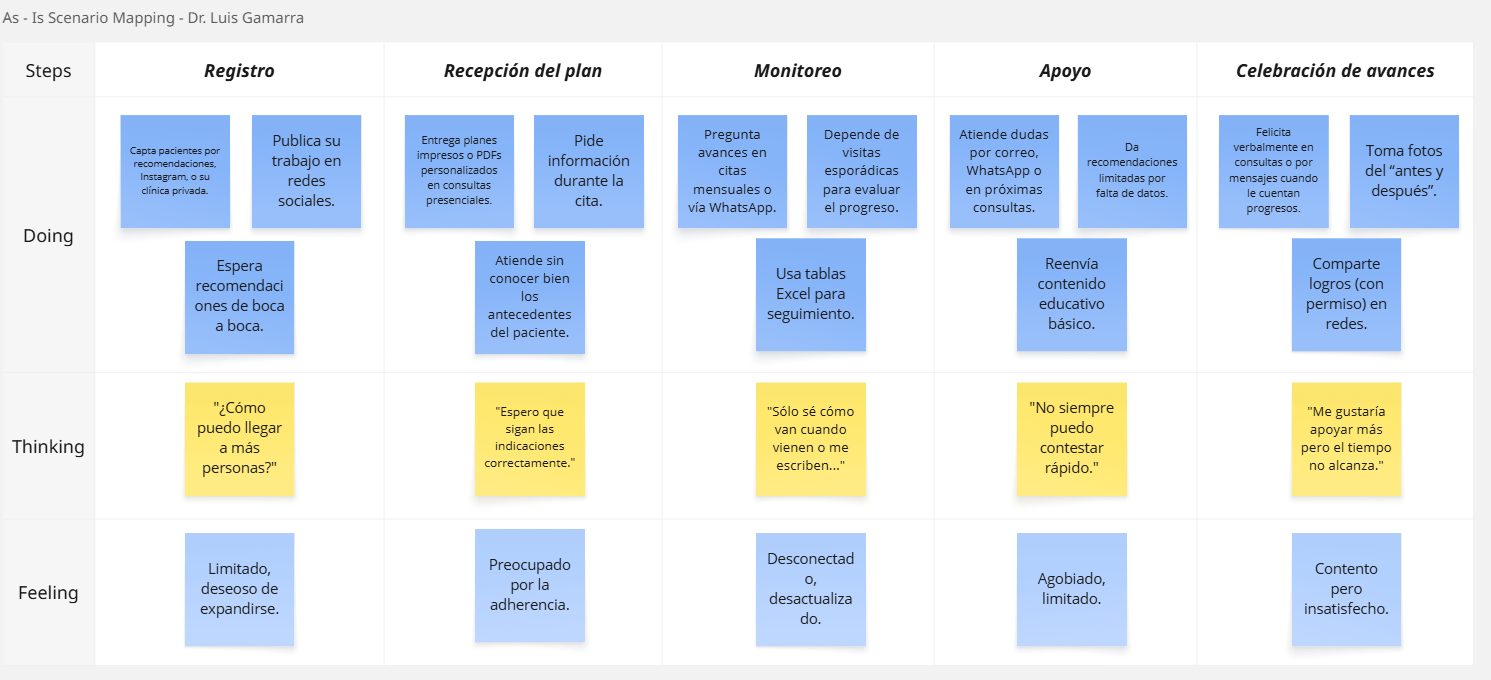 As - Is Scenario Mapping - Dr. Luis Gamarra
Steps
Registro
Recepción del plan
Monitoreo
Apoyo
Celebración de avances
Doing
Capta pacientes por
recomendaciones,
Instagram, o su
clínica privada.
Publica su
trabajo en
redes
sociales.
Espera
recomendaci
ones de boca
a boca.
Entrega planes
impresos o PDFs
personalizados
en consultas
presenciales.
Pide
información
durante la
cita.
Atiende sin
conocer bien
los
antecedentes
del paciente.
Pregunta
avances en
citas
mensuales o
vía WhatsApp.
Depende de
visitas
esporádicas
para evaluar
el progreso.
Usa tablas
Excel para
seguimiento.
Atiende dudas
por correo,
WhatsApp o
en próximas
consultas.
Da
recomendaciones
limitadas por
falta de datos.
Reenvía
contenido
educativo
básico.
Felicita
verbalmente en
consultas o por
mensajes cuando
le cuentan
progresos.
Toma fotos
del “antes y
después”.
Comparte
logros (con
permiso) en
redes.
Thinking
"¿Cómo
puedo llegar
a más
personas?"
"Espero que
sigan las
indicaciones
correctamente."
"Sólo sé cómo
van cuando
vienen o me
escriben..."
"No siempre
puedo
contestar
rápido."
"Me gustaría
apoyar más
pero el tiempo
no alcanza."
Feeling
Limitado,
deseoso de
expandirse.
Preocupado
por la
adherencia.
Desconectad
o,
desactualiza
do.
Agobiado,
limitado.
Contento
pero
insatisfecho.